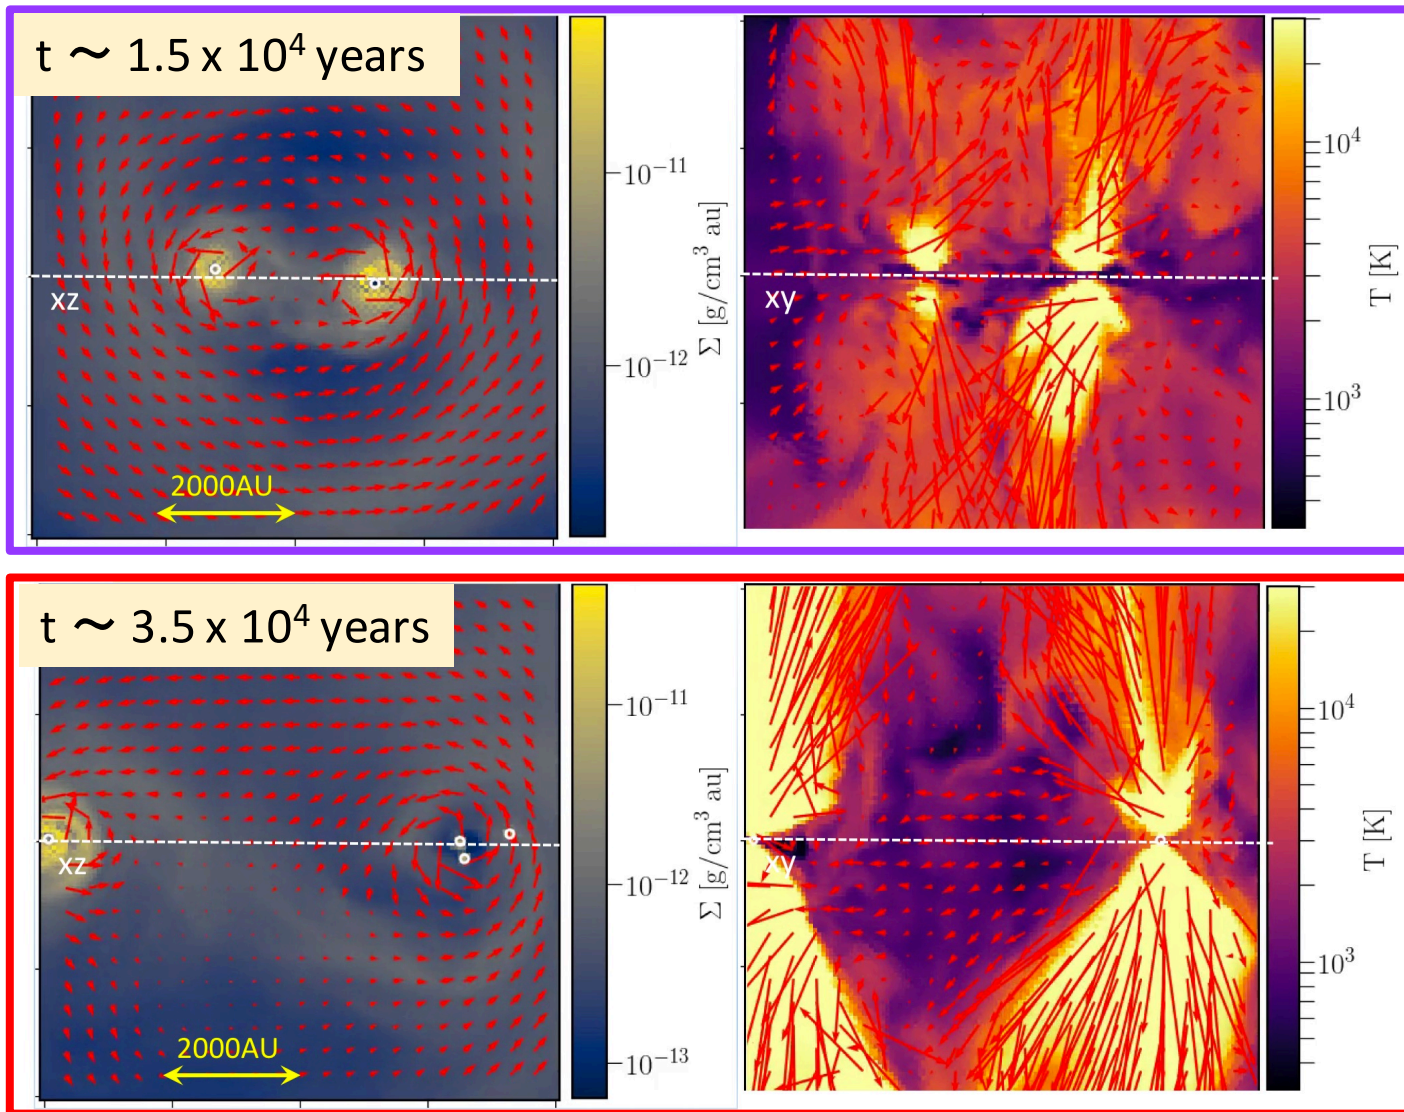 t ～ 1.5 x 10⁴ years
xz
2000AU
10⁻¹¹
10⁻¹²
Σ [g/cm³ au]
xy
10⁴
10³
T [K]
t ～ 3.5 x 10⁴ years
xz
2000AU
10⁻¹¹
10⁻¹²
10⁻¹³
Σ [g/cm³ au]
xy
10⁴
10³
T [K]